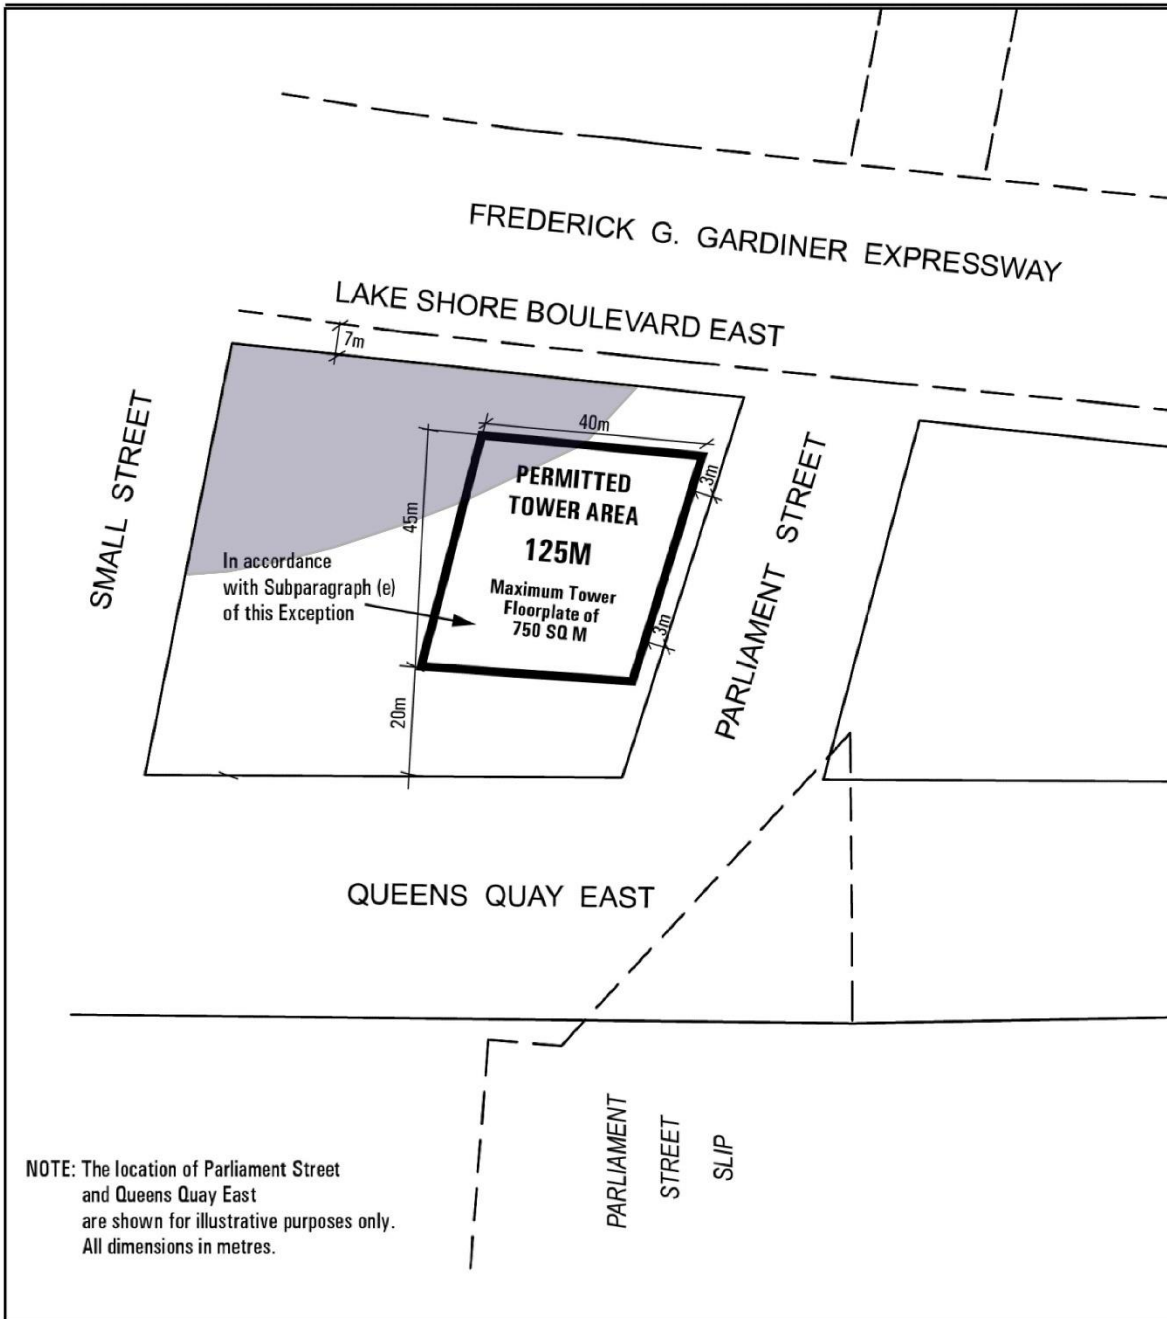 FREDERICK G. GARDINER EXPRESSWAY
LAKE SHORE BOULEVARD EAST
7m
SMALL STREET
40m
PERMITTED
TOWER AREA
125M
Maximum Tower
Floorplate of
750 SQ M
3m
3m
45m
20m
In accordance
with Subparagraph (e)
of this Exception
PARLIAMENT STREET
QUEENS QUAY EAST
PARLIAMENT
STREET
SLIP
NOTE: The location of Parliament Street
and Queens Quay East
are shown for illustrative purposes only.
All dimensions in metres.